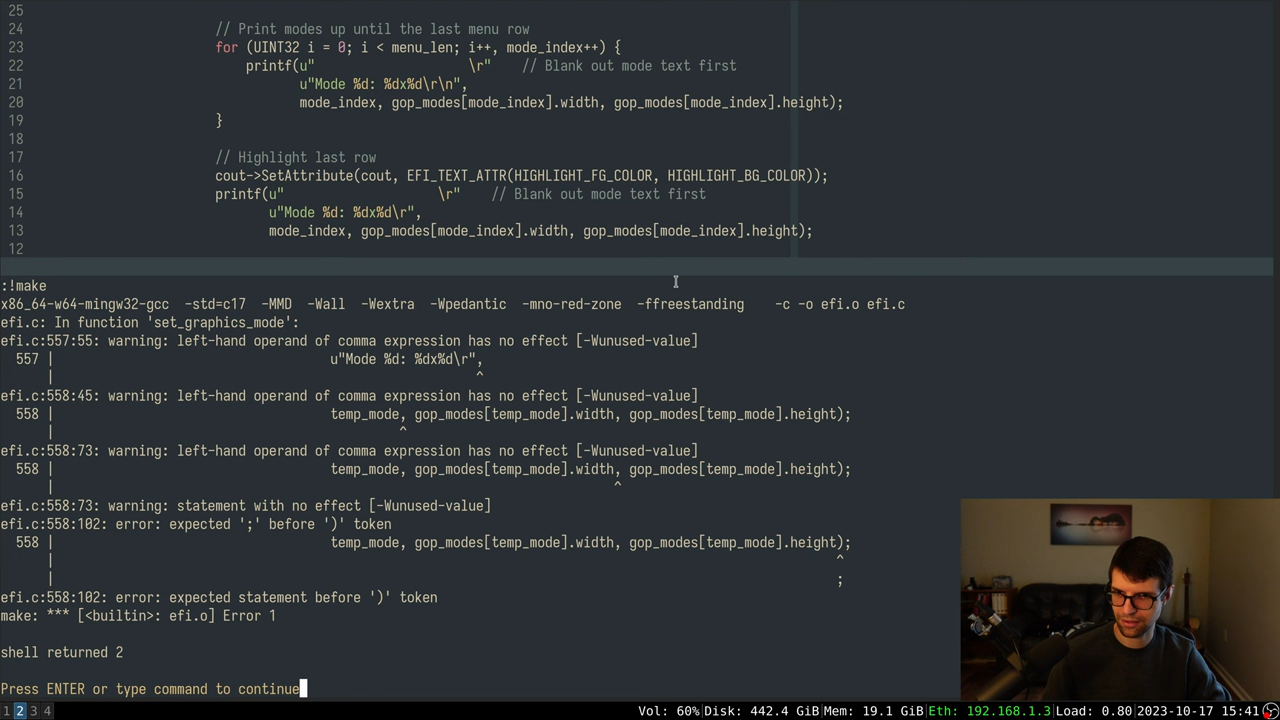 25
24 // Print modes up until the last menu row
23 for (UINT32 i = 0; i < menu_len; i++, mode_index++) {
22 printf(u" \r" // Blank out mode text first
21 u"Mode %d: %dx%d\r\n",
20 mode_index, gop_modes[mode_index].width, gop_modes[mode_index].height);
19 }
18
17 // Highlight last row
16 cout->SetAttribute(cout, EFI_TEXT_ATTR(HIGHLIGHT_FG_COLOR, HIGHLIGHT_BG_COLOR));
15 printf(u" \r" // Blank out mode text first
14 u"Mode %d: %dx%d\r",
13 mode_index, gop_modes[mode_index].width, gop_modes[mode_index].height);
12
:!make
x86_64-w64-mingw32-gcc -std=c17 -MMD -Wall -Wextra -Wpedantic -mno-red-zone -ffreestanding -c -o efi.o efi.c
efi.c: In function 'set_graphics_mode':
efi.c:557:55: warning: left-hand operand of comma expression has no effect [-Wunused-value]
557 | u"Mode %d: %dx%d\r",
| ^
efi.c:558:45: warning: left-hand operand of comma expression has no effect [-Wunused-value]
558 | temp_mode, gop_modes[temp_mode].width, gop_modes[temp_mode].height);
| ^
efi.c:558:73: warning: left-hand operand of comma expression has no effect [-Wunused-value]
558 | temp_mode, gop_modes[temp_mode].width, gop_modes[temp_mode].height);
| ^
efi.c:558:73: warning: statement with no effect [-Wunused-value]
efi.c:558:102: error: expected ';' before ')' token
558 | temp_mode, gop_modes[temp_mode].width, gop_modes[temp_mode].height);
| ^
| ;
efi.c:558:102: error: expected statement before ')' token
make: *** [<builtin>: efi.o] Error 1
shell returned 2
Press ENTER or type command to continue
1 2 3 4 Vol: 60%|Disk: 442.4 GiB|Mem: 19.1 GiB|Eth: 192.168.1.3|Load: 0.80|2023-10-17 15:41